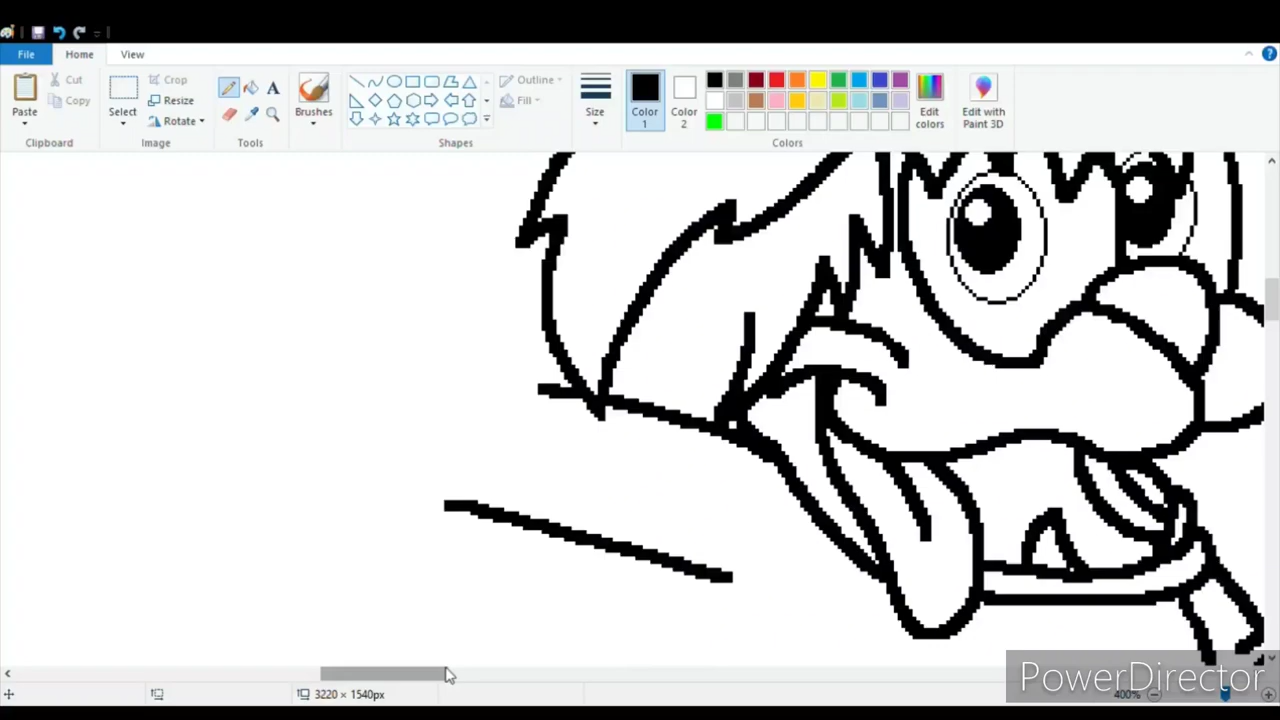 File Home View
Paste
Cut
Copy
Clipboard
Select
Crop
Resize
Rotate
Image
A
Tools
Brushes
Shapes
Outline
Fill
Size
Color 1
Color 2
Edit colors
Colors
Edit with Paint 3D
3220 × 1540px
400%
PowerDirector